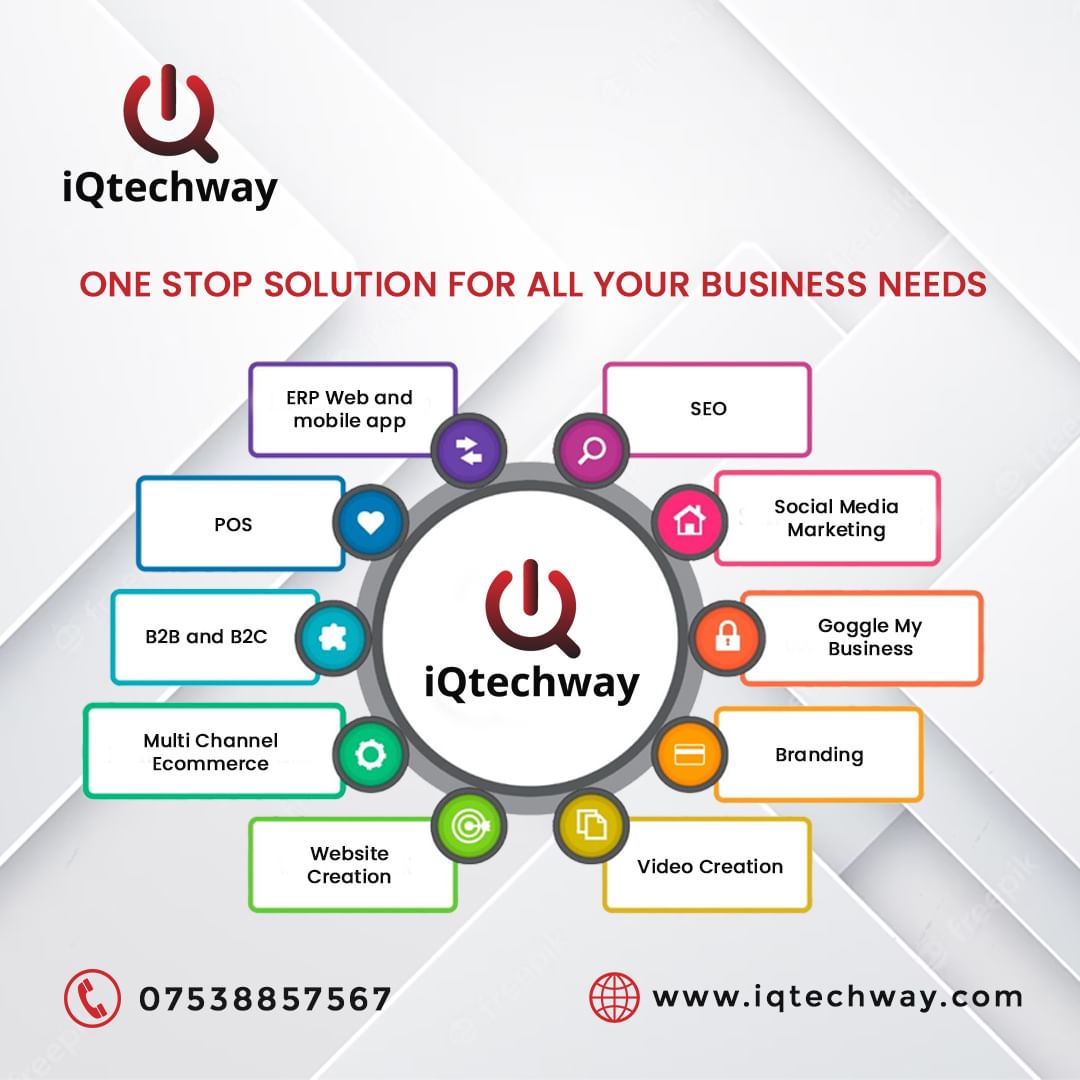 iQtechway
ONE STOP SOLUTION FOR ALL YOUR BUSINESS NEEDS
ERP Web and
mobile app
SEO
POS
Social Media
Marketing
B2B and B2C
Goggle My
Business
iQtechway
Multi Channel
Ecommerce
Branding
Website
Creation
Video Creation
07538857567
www.iqtechway.com
freepik